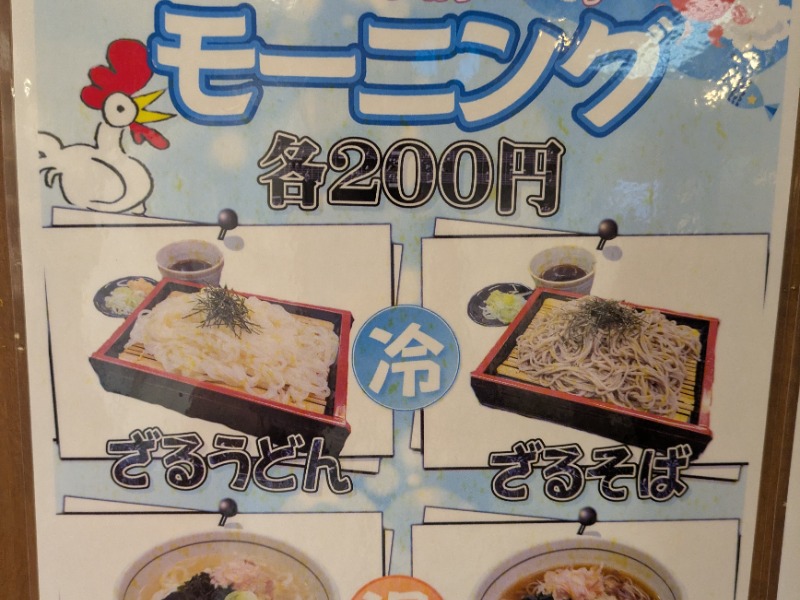 モーニング
各200円
冷
ざるうどん
ざるそば